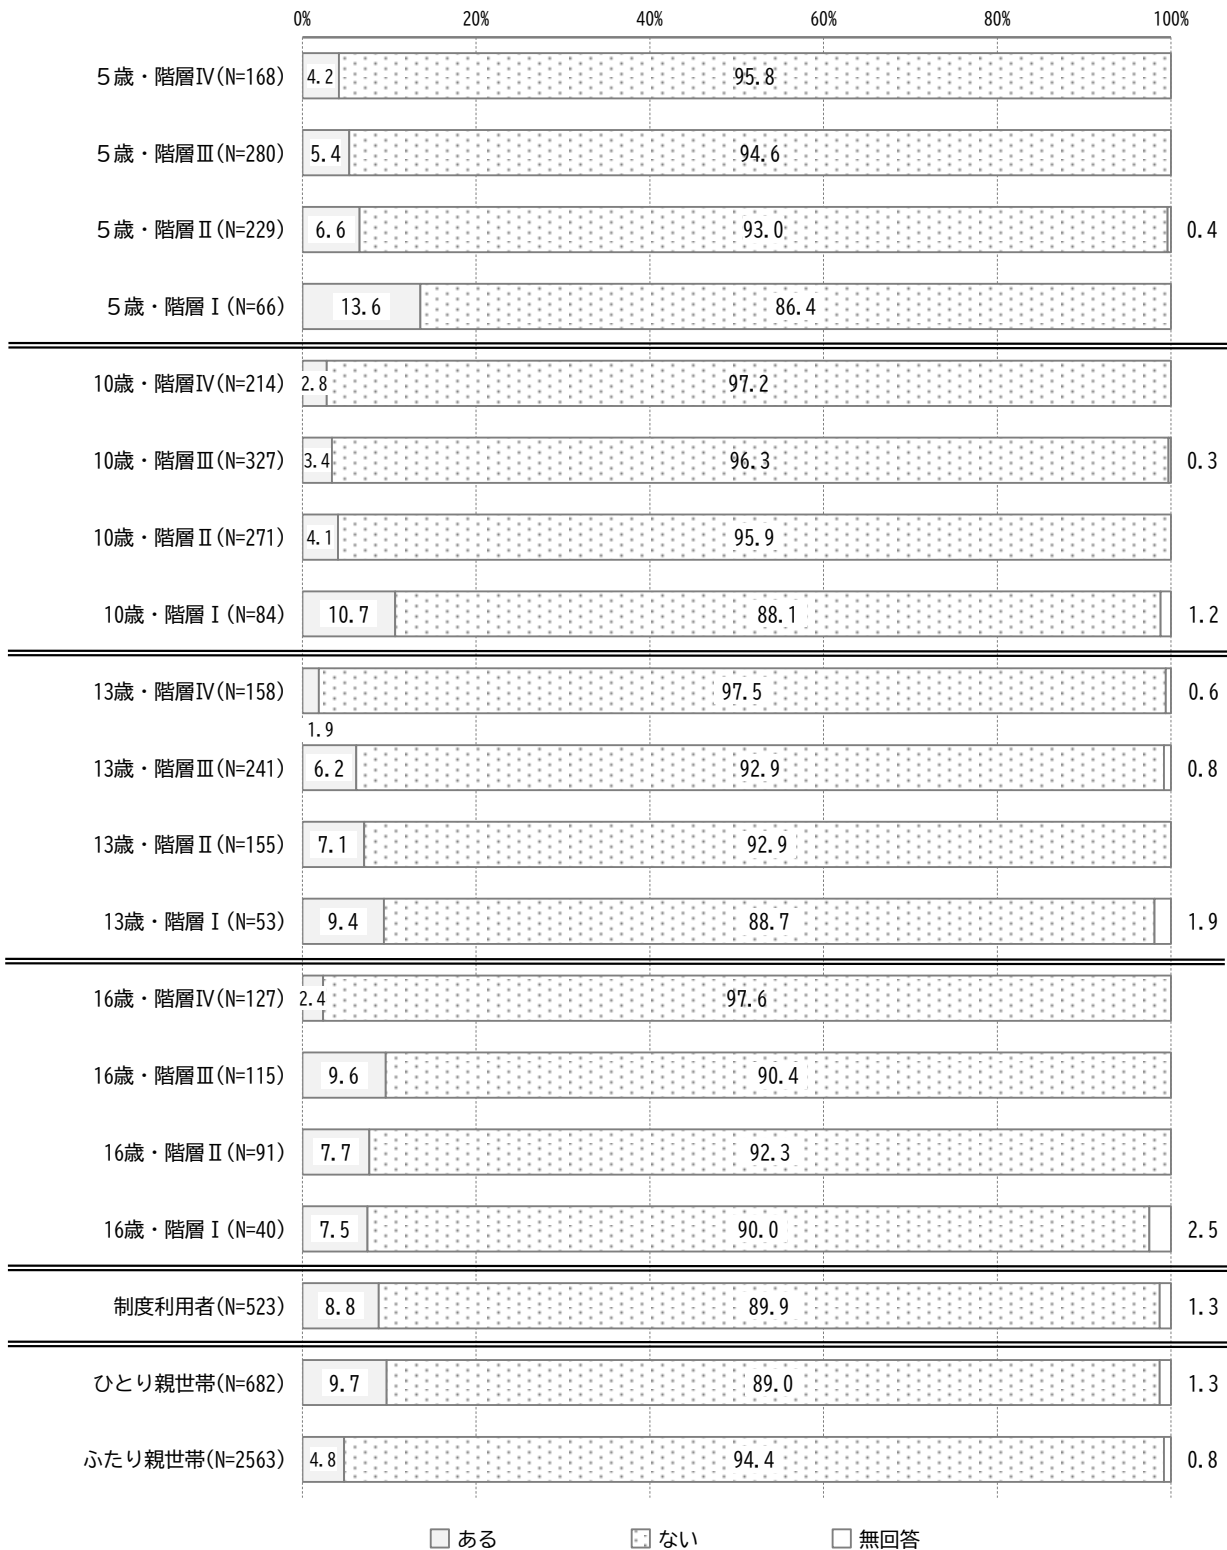 0% 20% 40% 60% 80% 100%
5歳・階層Ⅳ(N=168) 4.2 95.8
5歳・階層Ⅲ(N=280) 5.4 94.6
5歳・階層Ⅱ(N=229) 6.6 93.0 0.4
5歳・階層Ⅰ(N=66) 13.6 86.4
10歳・階層Ⅳ(N=214) 2.8 97.2
10歳・階層Ⅲ(N=327) 3.4 96.3 0.3
10歳・階層Ⅱ(N=271) 4.1 95.9
10歳・階層Ⅰ(N=84) 10.7 88.1 1.2
13歳・階層Ⅳ(N=158) 97.5 0.6
1.9
13歳・階層Ⅲ(N=241) 6.2 92.9 0.8
13歳・階層Ⅱ(N=155) 7.1 92.9
13歳・階層Ⅰ(N=53) 9.4 88.7 1.9
16歳・階層Ⅳ(N=127) 2.4 97.6
16歳・階層Ⅲ(N=115) 9.6 90.4
16歳・階層Ⅱ(N=91) 7.7 92.3
16歳・階層Ⅰ(N=40) 7.5 90.0 2.5
制度利用者(N=523) 8.8 89.9 1.3
ひとり親世帯(N=682) 9.7 89.0 1.3
ふたり親世帯(N=2563) 4.8 94.4 0.8
ある ない 無回答